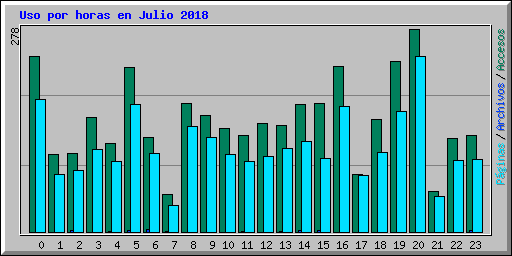 Uso por horas en Julio 2018
278
Páginas / Archivos / Accesos
0 1 2 3 4 5 6 7 8 9 10 11 12 13 14 15 16 17 18 19 20 21 22 23